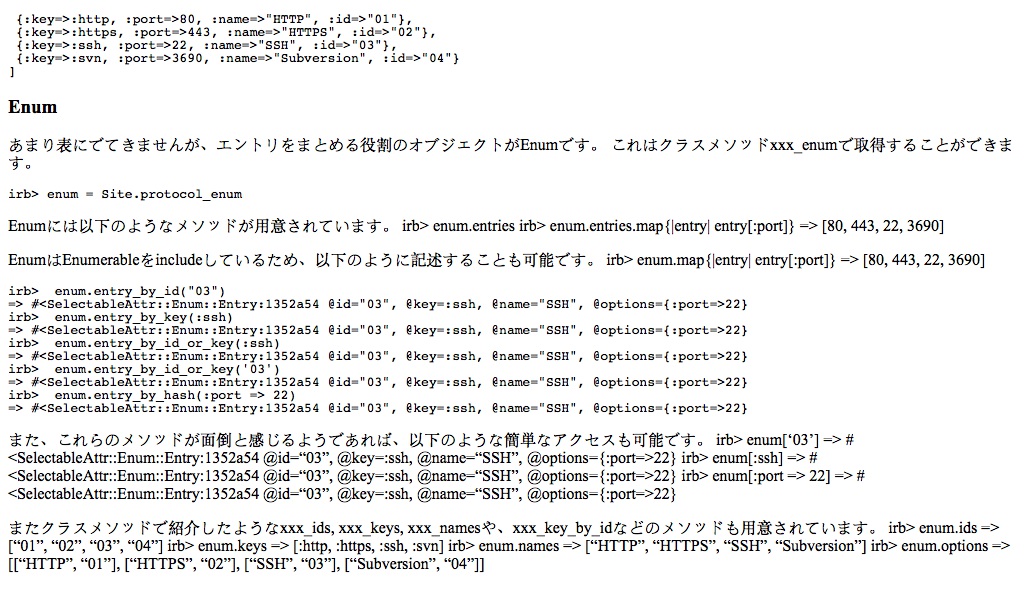 {:key=>:http, :port=>80, :name=>"HTTP", :id=>"01"},
{:key=>:https, :port=>443, :name=>"HTTPS", :id=>"02"},
{:key=>:ssh, :port=>22, :name=>"SSH", :id=>"03"},
{:key=>:svn, :port=>3690, :name=>"Subversion", :id=>"04"}
]
Enum
あまり表にでてきませんが、エントリをまとめる役割のオブジェクトがEnumです。 これはクラスメソッドxxx_enumで取得することができま
す。
irb> enum = Site.protocol_enum
Enumには以下のようなメソッドが用意されています。 irb> enum.entries irb> enum.entries.map{|entry| entry[:port]} => [80, 443, 22, 3690]
EnumはEnumerableをincludeしているため、以下のように記述することも可能です。 irb> enum.map{|entry| entry[:port]} => [80, 443, 22, 3690]
irb>  enum.entry_by_id("03")
=> #<SelectableAttr::Enum::Entry:1352a54 @id="03", @key=:ssh, @name="SSH", @options={:port=>22}
irb>  enum.entry_by_key(:ssh)
=> #<SelectableAttr::Enum::Entry:1352a54 @id="03", @key=:ssh, @name="SSH", @options={:port=>22}
irb>  enum.entry_by_id_or_key(:ssh)
=> #<SelectableAttr::Enum::Entry:1352a54 @id="03", @key=:ssh, @name="SSH", @options={:port=>22}
irb>  enum.entry_by_id_or_key('03')
=> #<SelectableAttr::Enum::Entry:1352a54 @id="03", @key=:ssh, @name="SSH", @options={:port=>22}
irb>  enum.entry_by_hash(:port => 22)
=> #<SelectableAttr::Enum::Entry:1352a54 @id="03", @key=:ssh, @name="SSH", @options={:port=>22}
また、これらのメソッドが面倒と感じるようであれば、以下のような簡単なアクセスも可能です。 irb> enum[‘03’] => #
<SelectableAttr::Enum::Entry:1352a54 @id=“03”, @key=:ssh, @name=“SSH”, @options={:port=>22} irb> enum[:ssh] => #
<SelectableAttr::Enum::Entry:1352a54 @id=“03”, @key=:ssh, @name=“SSH”, @options={:port=>22} irb> enum[:port => 22] => #
<SelectableAttr::Enum::Entry:1352a54 @id=“03”, @key=:ssh, @name=“SSH”, @options={:port=>22}
またクラスメソッドで紹介したようなxxx_ids, xxx_keys, xxx_namesや、xxx_key_by_idなどのメソッドも用意されています。 irb> enum.ids =>
[“01”, “02”, “03”, “04”] irb> enum.keys => [:http, :https, :ssh, :svn] irb> enum.names => [“HTTP”, “HTTPS”, “SSH”, “Subversion”] irb> enum.options =>
[[“HTTP”, “01”], [“HTTPS”, “02”], [“SSH”, “03”], [“Subversion”, “04”]]